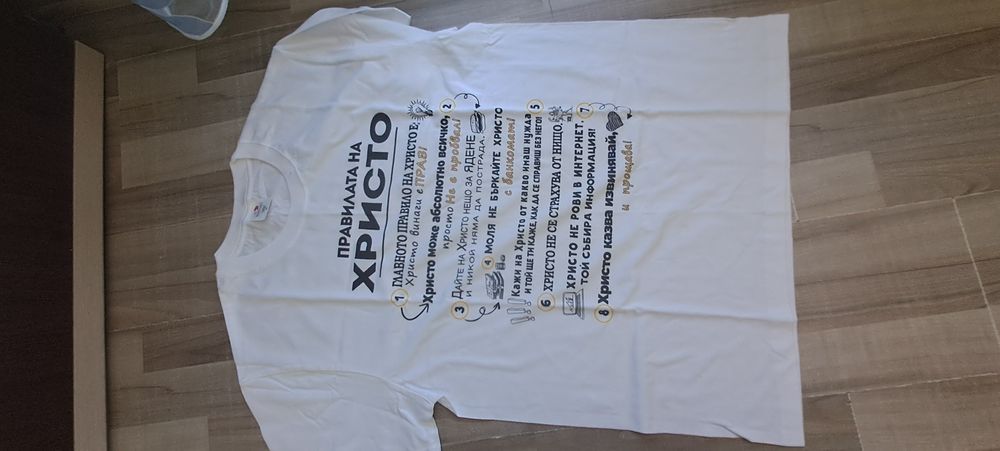 ПРАВИЛАТА НА
ХРИСТО
1 ГЛАВНОТО ПРАВИЛО НА ХРИСТО Е:
Христо винаги е ПРАВ!
Христо може абсолютно всичко, 2
просто Не е пробвал!
3 ДАЙТЕ НА ХРИСТО НЕЩО ЗА ЯДЕНЕ
И НИКОЙ НЯМА ДА ПОСТРАДА.
4 МОЛЯ НЕ БЪРКАЙТЕ ХРИСТО
с банкомат!
Кажи на Христо от какво имаш нужда 5
И ТОЙ ЩЕ ТИ КАЖЕ, КАК ДА СЕ СПРАВИШ БЕЗ НЕГО!
6 ХРИСТО НЕ СЕ СТРАХУВА ОТ НИЩО.
ХРИСТО НЕ РОВИ В ИНТЕРНЕТ, 7
ТОЙ СЪБИРА ИНФОРМАЦИЯ!
8 Христо казва извинявай,
и прощава!